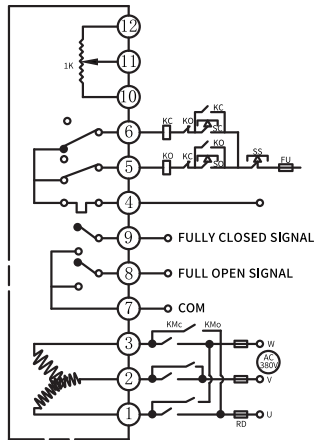 12
1K
11
10
KC
6
KC
KO
SC
SS
KO
5
KO
KC
SO
FU
4
9
FULLY CLOSED SIGNAL
8
FULL OPEN SIGNAL
7
COM
KMc
KMo
3
W
AC
380V
2
V
1
U
RD